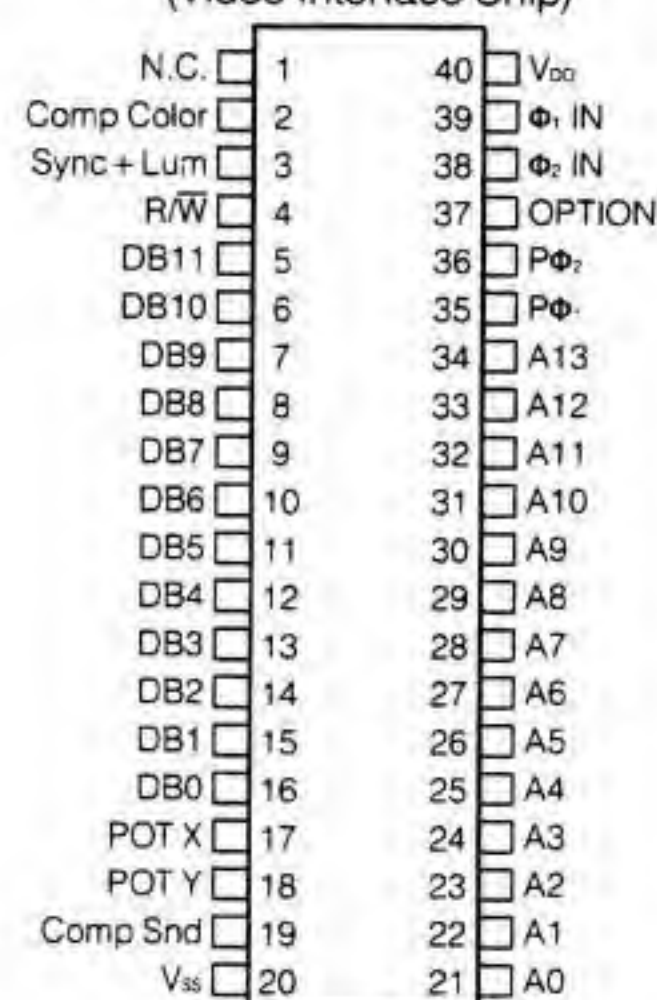 (Video Interface Chip)
N.C. 1 40 V_DD
Comp Color 2 39 Φ₁ IN
Sync + Lum 3 38 Φ₂ IN
R/W̅ 4 37 OPTION
DB11 5 36 PΦ₂
DB10 6 35 PΦ
DB9 7 34 A13
DB8 8 33 A12
DB7 9 32 A11
DB6 10 31 A10
DB5 11 30 A9
DB4 12 29 A8
DB3 13 28 A7
DB2 14 27 A6
DB1 15 26 A5
DB0 16 25 A4
POT X 17 24 A3
POT Y 18 23 A2
Comp Snd 19 22 A1
Vss 20 21 A0